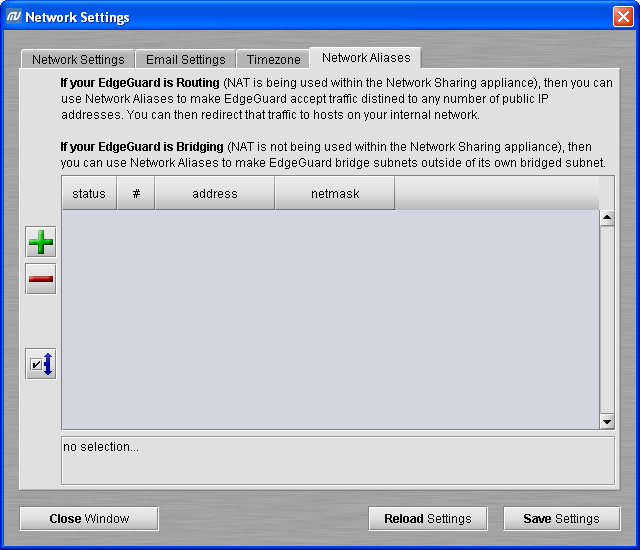 Network Settings
Network Settings
Email Settings
Timezone
Network Aliases
If your EdgeGuard is Routing (NAT is being used within the Network Sharing appliance), then you can
use Network Aliases to make EdgeGuard accept traffic distined to any number of public IP
addresses. You can then redirect that traffic to hosts on your internal network.
If your EdgeGuard is Bridging (NAT is not being used within the Network Sharing appliance), then
you can use Network Aliases to make EdgeGuard bridge subnets outside of its own bridged subnet.
status
#
address
netmask
no selection...
Close Window
Reload Settings
Save Settings